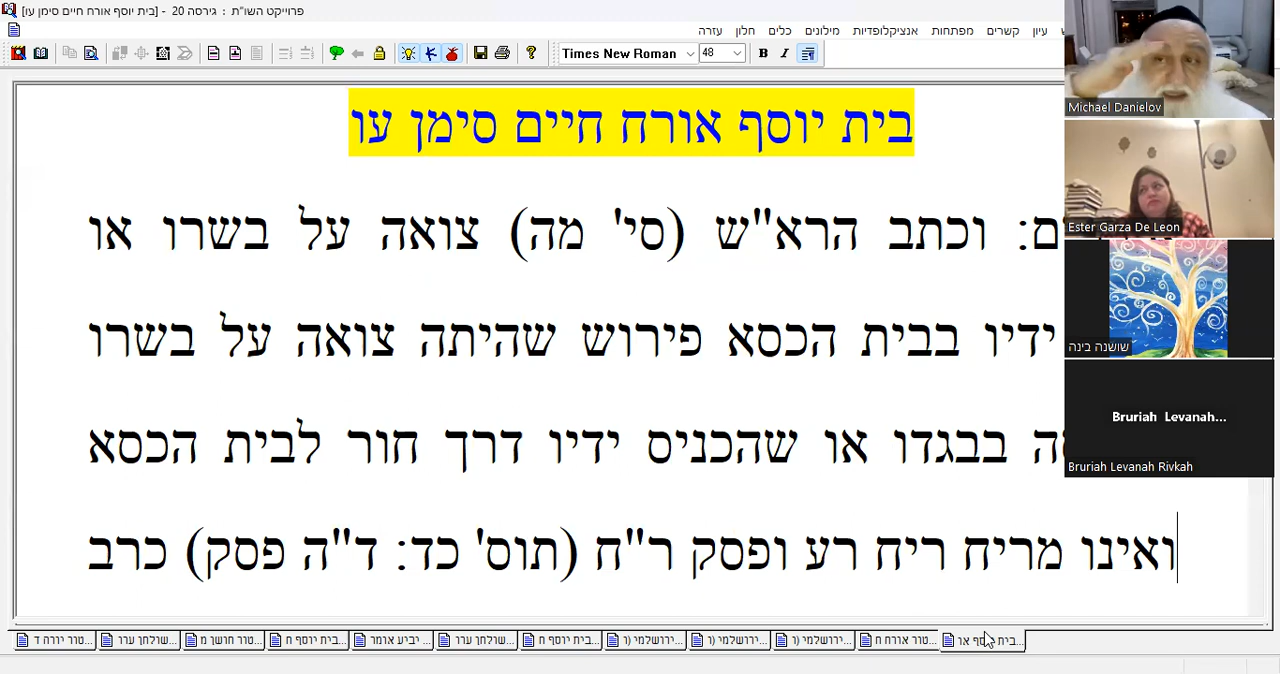 פרוייקט השו"ת : גירסה 20 - [בית יוסף אורח חיים סימן עו]
עיון קשרים מפתחות אנציקלופדיות מילונים כלים חלון עזרה
Times New Roman 48 B I
בית יוסף אורח חיים סימן עו
ם: וכתב הרא"ש (סי' מה) צואה על בשרו או
ידיו בבית הכסא פירוש שהיתה צואה על בשרו
ה בבגדו או שהכניס ידיו דרך חור לבית הכסא
ואינו מריח ריח רע ופסק ר"ח (תוס' כד: ד"ה פסק) כרב
Michael Danielov
Ester Garza De Leon
שושנה בינה
Bruriah Levanah...
Bruriah Levanah Rivkah
בית יוסף או... טור אורח ח... ירושלמי (ו... ירושלמי (ו... ירושלמי (ו... בית יוסף ח... שולחן ערו... יביע אומר... בית יוסף ח... טור חושן מ... שולחן ערו... טור יורה ד...